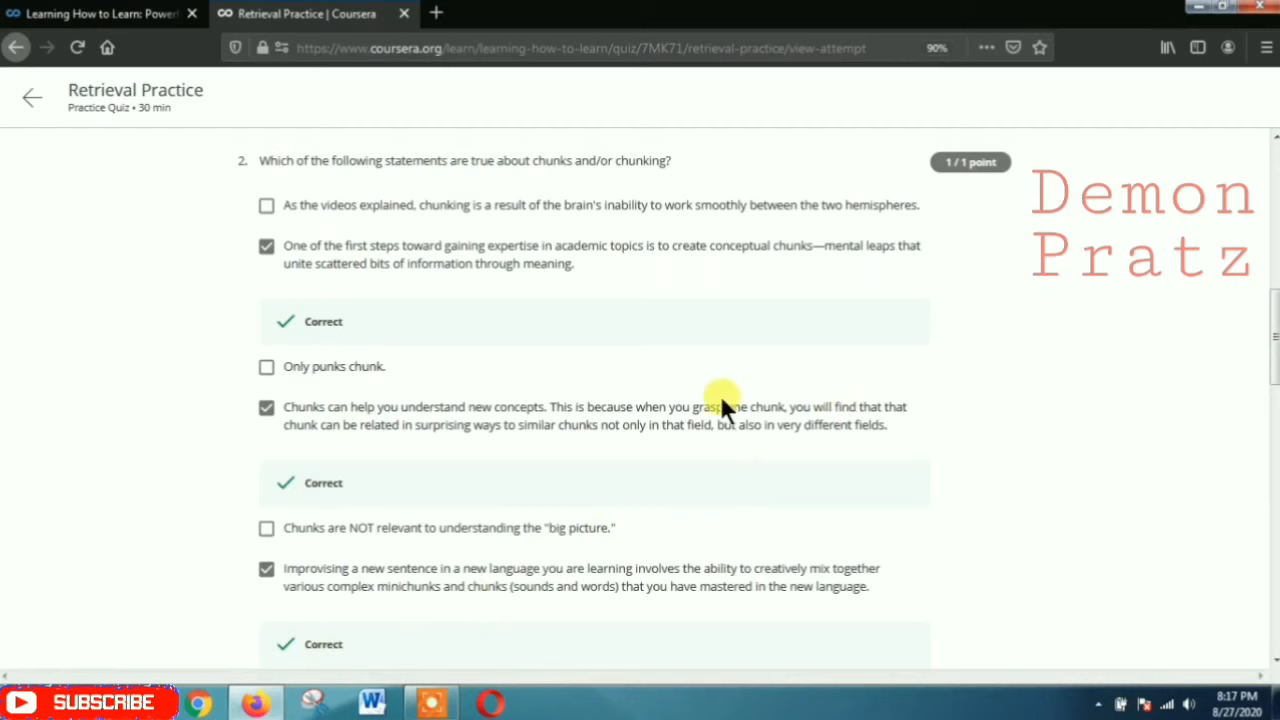 Learning How to Learn: Powerf
Retrieval Practice | Coursera
https://www.coursera.org/learn/learning-how-to-learn/quiz/7MK71/retrieval-practice/view-attempt
90%
Retrieval Practice
Practice Quiz • 30 min
2. Which of the following statements are true about chunks and/or chunking?
1 / 1 point
As the videos explained, chunking is a result of the brain's inability to work smoothly between the two hemispheres.
One of the first steps toward gaining expertise in academic topics is to create conceptual chunks—mental leaps that
unite scattered bits of information through meaning.
Correct
Only punks chunk.
Chunks can help you understand new concepts. This is because when you grasp one chunk, you will find that that
chunk can be related in surprising ways to similar chunks not only in that field, but also in very different fields.
Correct
Chunks are NOT relevant to understanding the "big picture."
Improvising a new sentence in a new language you are learning involves the ability to creatively mix together
various complex minichunks and chunks (sounds and words) that you have mastered in the new language.
Correct
Demon
Pratz
SUBSCRIBE
8:17 PM
8/27/2020